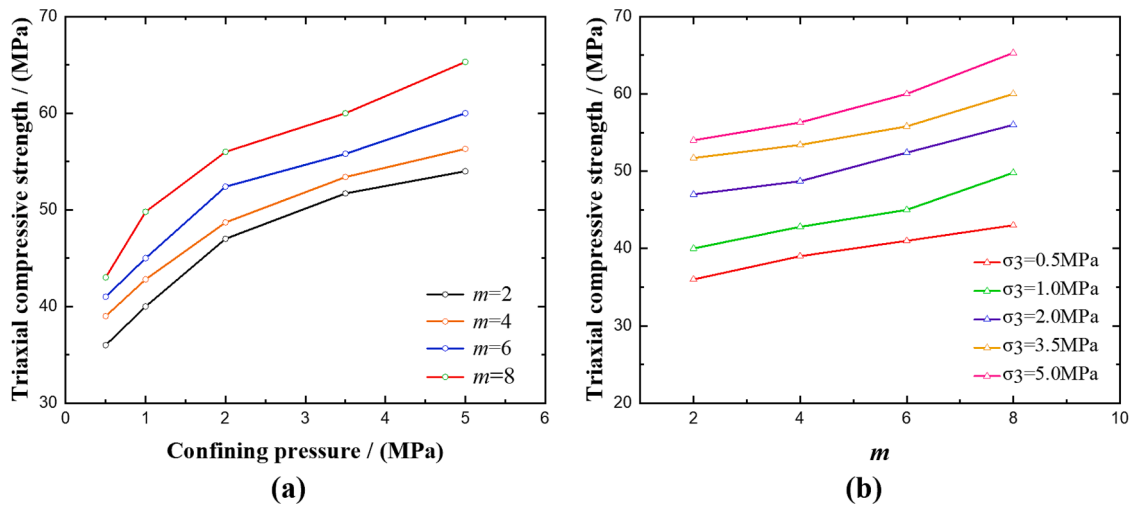 Triaxial compressive strength / (MPa)
70
60
50
40
30
0 1 2 3 4 5 6
Confining pressure / (MPa)
m=2
m=4
m=6
m=8
(a)
Triaxial compressive strength / (MPa)
70
60
50
40
30
20
2 4 6 8 10
m
σ3=0.5MPa
σ3=1.0MPa
σ3=2.0MPa
σ3=3.5MPa
σ3=5.0MPa
(b)